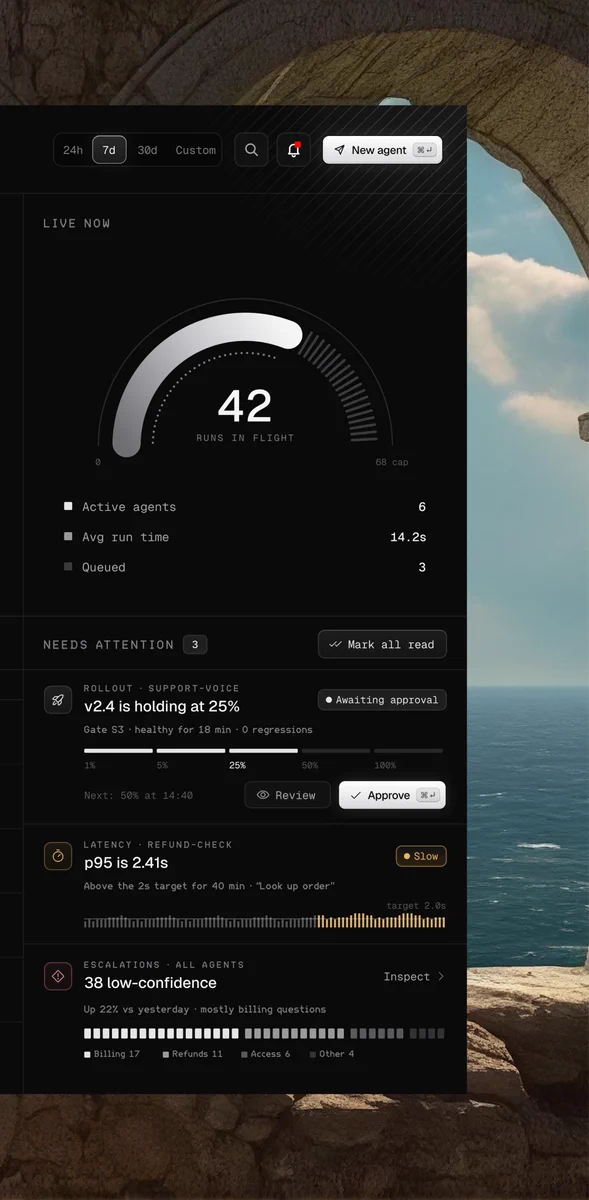 24h 7d 30d Custom New agent ⌘↵
LIVE NOW
42
RUNS IN FLIGHT
0 68 cap
Active agents 6
Avg run time 14.2s
Queued 3
NEEDS ATTENTION 3 Mark all read
ROLLOUT · SUPPORT-VOICE
v2.4 is holding at 25% Awaiting approval
Gate S3 · healthy for 18 min · 0 regressions
1% 5% 25% 50% 100%
Next: 50% at 14:40 Review Approve ⌘↵
LATENCY · REFUND-CHECK
p95 is 2.41s Slow
Above the 2s target for 40 min · "Look up order"
target 2.0s
ESCALATIONS · ALL AGENTS
38 low-confidence Inspect
Up 22% vs yesterday · mostly billing questions
Billing 17 Refunds 11 Access 6 Other 4